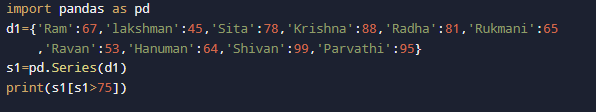 import pandas as pd
d1={'Ram':67,'lakshman':45,'Sita':78,'Krishna':88,'Radha':81,'Rukmani':65
,'Ravan':53,'Hanuman':64,'Shivan':99,'Parvathi':95}
s1=pd.Series(d1)
print(s1[s1>75])